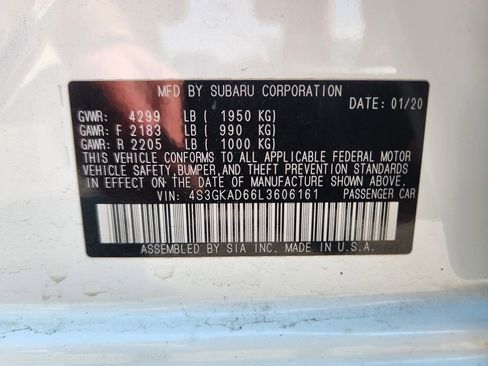 MFD BY SUBARU CORPORATION
DATE: 01/20
GVWR: 4299 LB ( 1950 KG)
GAWR: F 2183 LB ( 990 KG)
GAWR: R 2205 LB ( 1000 KG)
THIS VEHICLE CONFORMS TO ALL APPLICABLE FEDERAL MOTOR
VEHICLE SAFETY, BUMPER, AND THEFT PREVENTION STANDARDS
IN EFFECT ON THE DATE OF MANUFACTURE SHOWN ABOVE.
VIN: 4S3GKAD66L3606161 PASSENGER CAR
ASSEMBLED BY SIA INC. MADE IN U.S.A.